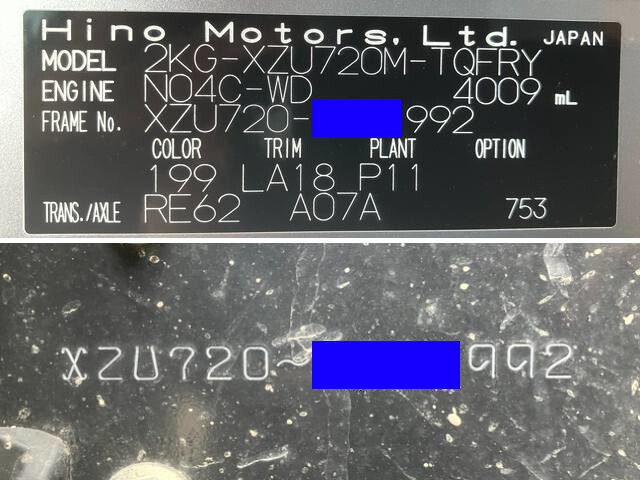 Hino Motors, Ltd. JAPAN
MODEL 2KG-XZU720M-TQFRY
ENGINE N04C-WD 4009 mL
FRAME No. XZU720- 992
COLOR TRIM PLANT OPTION
199 LA18 P11
TRANS./AXLE RE62 A07A 753
XZU720- 992